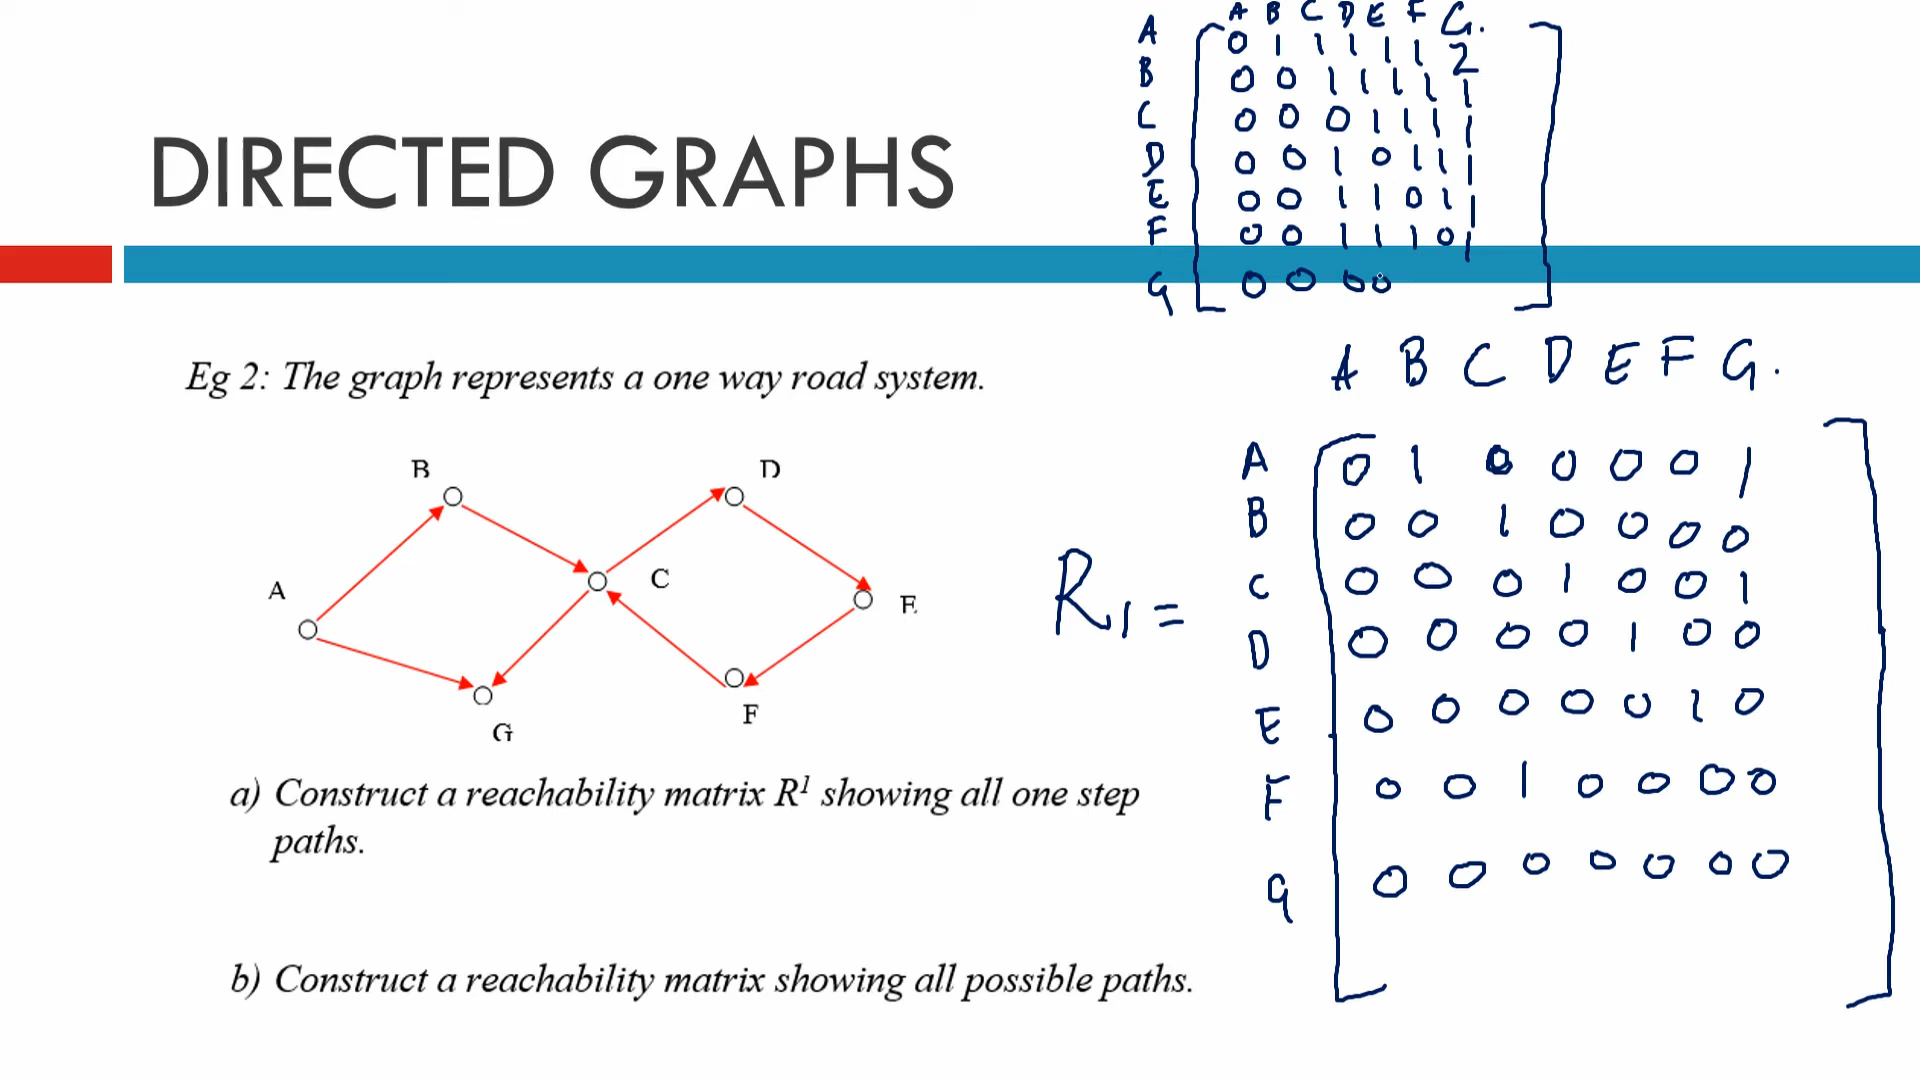 A B C D E F G.
A 0 1 1 1 1 1 2
B 0 0 1 1 1 1 1
C 0 0 0 1 1 1 1
D 0 0 1 0 1 1 1
E 0 0 1 1 0 1 1
F 0 0 1 1 1 0 1
G 0 0 0 0
DIRECTED GRAPHS
Eg 2: The graph represents a one way road system.
B
D
A
C
E
G
F
a) Construct a reachability matrix R¹ showing all one step
paths.
b) Construct a reachability matrix showing all possible paths.
A B C D E F G.
R1 =
A 0 1 0 0 0 0 1
B 0 0 1 0 0 0 0
C 0 0 0 1 0 0 1
D 0 0 0 0 1 0 0
E 0 0 0 0 0 1 0
F 0 0 1 0 0 0 0
G 0 0 0 0 0 0 0